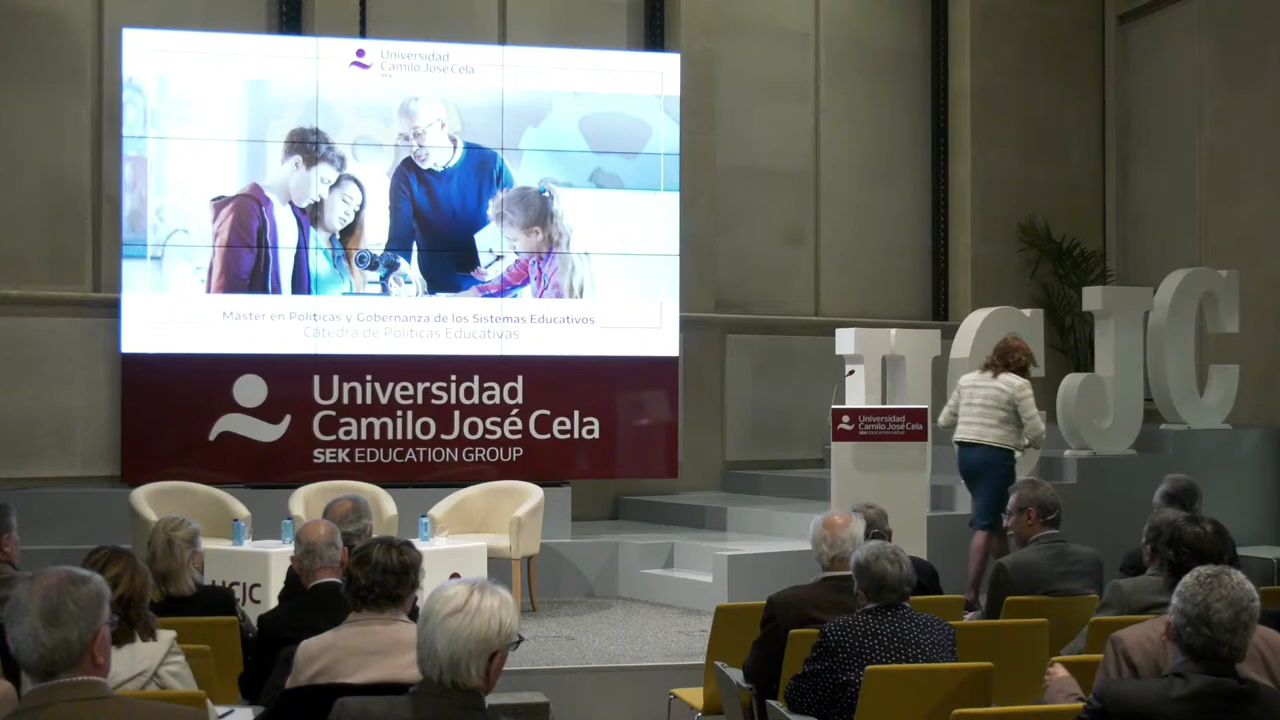 Universidad
Camilo José Cela
SEK
Master en Políticas y Gobernanza de los Sistemas Educativos
Cátedra de Políticas Educativas
Universidad
Camilo José Cela
SEK EDUCATION GROUP
UCJC
Universidad
Camilo José Cela
SEK EDUCATION GROUP
UCJC